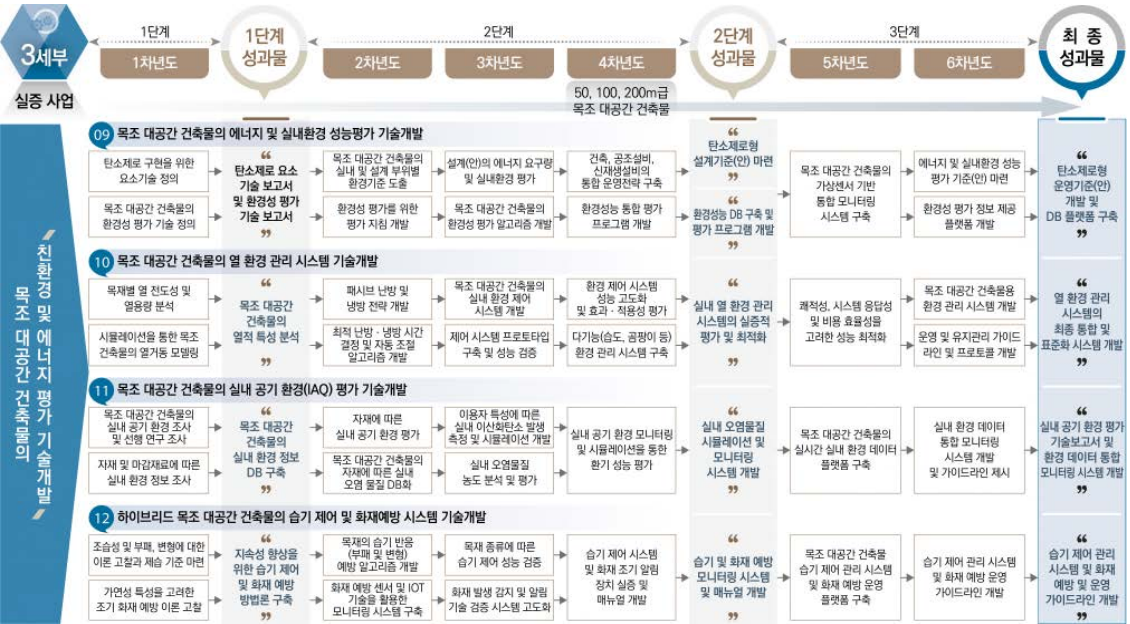 3세부
실증 사업
1단계
1차년도
1단계
성과물
2단계
2차년도
3차년도
4차년도
50, 100, 200m급
목조 대공간 건축물
2단계
성과물
3단계
5차년도
6차년도
최 종
성과물
목조 대공간 건축물의
친환경 및 에너지 평가 기술개발
09 목조 대공간 건축물의 에너지 및 실내환경 성능평가 기술개발
탄소제로 구현을 위한
요소기술 정의
목조 대공간 건축물의
환경성 평가 기술 정의
“
탄소제로 요소
기술 보고서
및 환경성 평가
기술 보고서
”
목조 대공간 건축물의
실내 및 설계 부위별
환경기준 도출
환경성 평가를 위한
평가 지침 개발
설계(안)의 에너지 요구량
및 실내환경 평가
목조 대공간 건축물의
환경성 평가 알고리즘 개발
건축, 공조설비,
신재생설비의
통합 운영전략 구축
환경성능 통합 평가
프로그램 개발
“
탄소제로형
설계기준(안) 마련
”
“
환경성능 DB 구축 및
평가 프로그램 개발
”
목조 대공간 건축물의
가상센서 기반
통합 모니터링
시스템 구축
에너지 및 실내환경 성능
평가 기준(안) 마련
환경성 평가 정보 제공
플랫폼 개발
“
탄소제로형
운영기준(안)
개발 및
DB 플랫폼 구축
”
10 목조 대공간 건축물의 열 환경 관리 시스템 기술개발
목재별 열 전도성 및
열용량 분석
시뮬레이션을 통한 목조
건축물의 열거동 모델링
“
목조 대공간
건축물의
열적 특성 분석
”
패시브 난방 및
냉방 전략 개발
최적 난방 · 냉방 시간
결정 및 자동 조절
알고리즘 개발
목조 대공간 건축물의
실내 환경 제어
시스템 개발
제어 시스템 프로토타입
구축 및 성능 검증
환경 제어 시스템
성능 고도화
및 효과 · 적용성 평가
다기능(습도, 곰팡이 등)
환경 관리 시스템 구축
“
실내 열 환경 관리
시스템의 실증적
평가 및 최적화
”
쾌적성, 시스템 응답성
및 비용 효율성을
고려한 성능 최적화
목조 대공간 건축물용
환경 관리 시스템 개발
운영 및 유지관리 가이드
라인 및 프로토콜 개발
“
열 환경 관리
시스템의
최종 통합 및
표준화 시스템 개발
”
11 목조 대공간 건축물의 실내 공기 환경(IAQ) 평가 기술개발
목조 대공간 건축물의
실내 공기 환경 조사
및 선행 연구 조사
자재 및 마감재료에 따른
실내 환경 정보 조사
“
목조 대공간
건축물의
실내 환경 정보
DB 구축
”
자재에 따른
실내 공기 환경 평가
목조 대공간 건축물의
자재에 따른 실내
오염 물질 DB화
이용자 특성에 따른
실내 이산화탄소 발생
측정 및 시뮬레이션 개발
실내 오염물질
농도 분석 및 평가
실내 공기 환경 모니터링
및 시뮬레이션을 통한
환기 성능 평가
“
실내 오염물질
시뮬레이션 및
모니터링
시스템 개발
”
목조 대공간 건축물의
실시간 실내 환경 데이터
플랫폼 구축
실내 환경 데이터
통합 모니터링
시스템 개발
및 가이드라인 제시
“
실내 공기 환경 평가
기술보고서 및
환경 데이터 통합
모니터링 시스템 개발
”
12 하이브리드 목조 대공간 건축물의 습기 제어 및 화재예방 시스템 기술개발
조습성 및 부패, 변형에 대한
이론 고찰과 제습 기준 마련
가연성 특성을 고려한
조기 화재 예방 이론 고찰
“
지속성 향상을
위한 습기 제어
및 화재 예방
방법론 구축
”
목재의 습기 반응
(부패 및 변형)
예방 알고리즘 개발
화재 예방 센서 및 IOT
기술을 활용한
모니터링 시스템 구축
목재 종류에 따른
습기 제어 성능 검증
화재 발생 감지 및 알림
기술 검증 시스템 고도화
습기 제어 시스템
및 화재 조기 알림
장치 실증 및
매뉴얼 개발
“
습기 및 화재 예방
모니터링 시스템
및 매뉴얼 개발
”
목조 대공간 건축물
습기 제어 관리 시스템
및 화재 예방 운영
플랫폼 구축
습기 제어 관리 시스템
및 화재 예방 운영
가이드라인 개발
“
습기 제어 관리
시스템 및 화재
예방 및 운영
가이드라인 개발
”